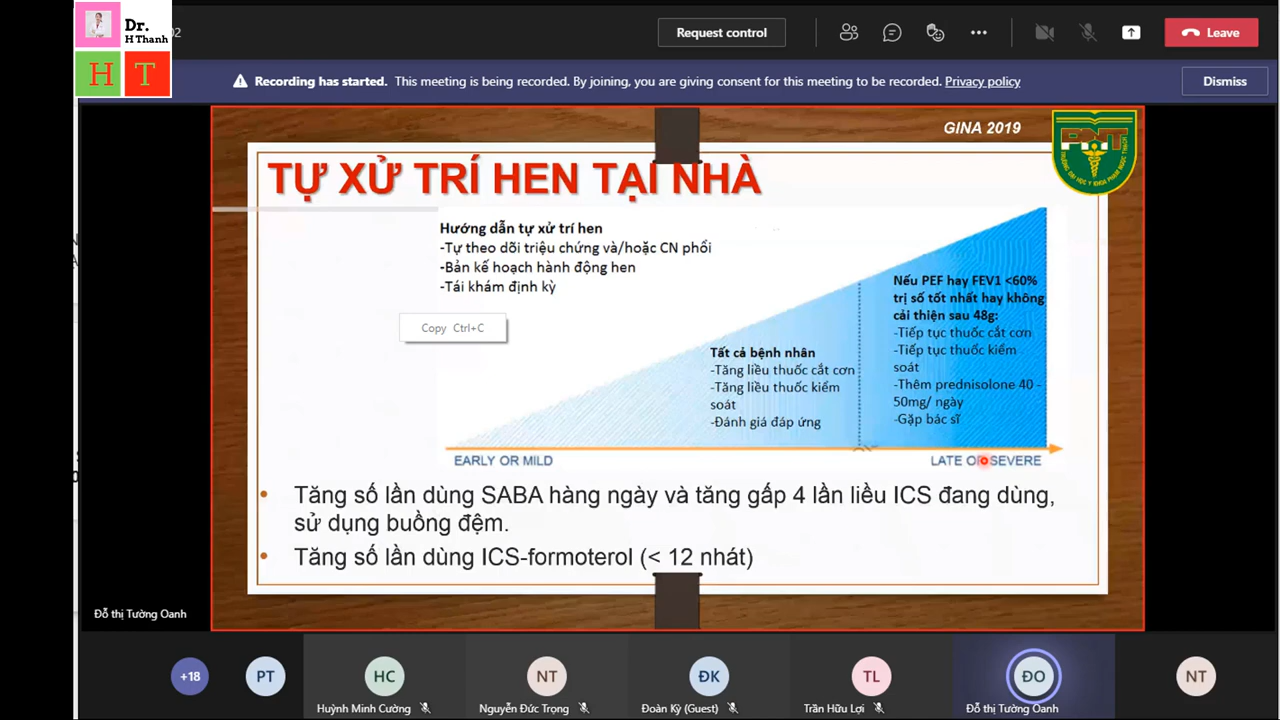 Dr.
H Thanh
H T
02
Request control
Leave
Recording has started. This meeting is being recorded. By joining, you are giving consent for this meeting to be recorded. Privacy policy
Dismiss
GINA 2019
PNT
TRƯỜNG ĐẠI HỌC Y KHOA PHẠM NGỌC THẠCH
TỰ XỬ TRÍ HEN TẠI NHÀ
Hướng dẫn tự xử trí hen
-Tự theo dõi triệu chứng và/hoặc CN phổi
-Bản kế hoạch hành động hen
-Tái khám định kỳ
Copy Ctrl+C
Tất cả bệnh nhân
-Tăng liều thuốc cắt cơn
-Tăng liều thuốc kiểm
soát
-Đánh giá đáp ứng
Nếu PEF hay FEV1 <60%
trị số tốt nhất hay không
cải thiện sau 48g:
-Tiếp tục thuốc cắt cơn
-Tiếp tục thuốc kiểm
soát
-Thêm prednisolone 40 -
50mg/ ngày
-Gặp bác sĩ
EARLY OR MILD
LATE OR SEVERE
• Tăng số lần dùng SABA hàng ngày và tăng gấp 4 lần liều ICS đang dùng,
sử dụng buồng đệm.
• Tăng số lần dùng ICS-formoterol (< 12 nhát)
Đỗ thị Tường Oanh
+18
PT
HC
NT
ĐK
TL
ĐO
NT
Huỳnh Minh Cường
Nguyễn Đức Trọng
Đoàn Kỳ (Guest)
Trần Hữu Lợi
Đỗ thị Tường Oanh